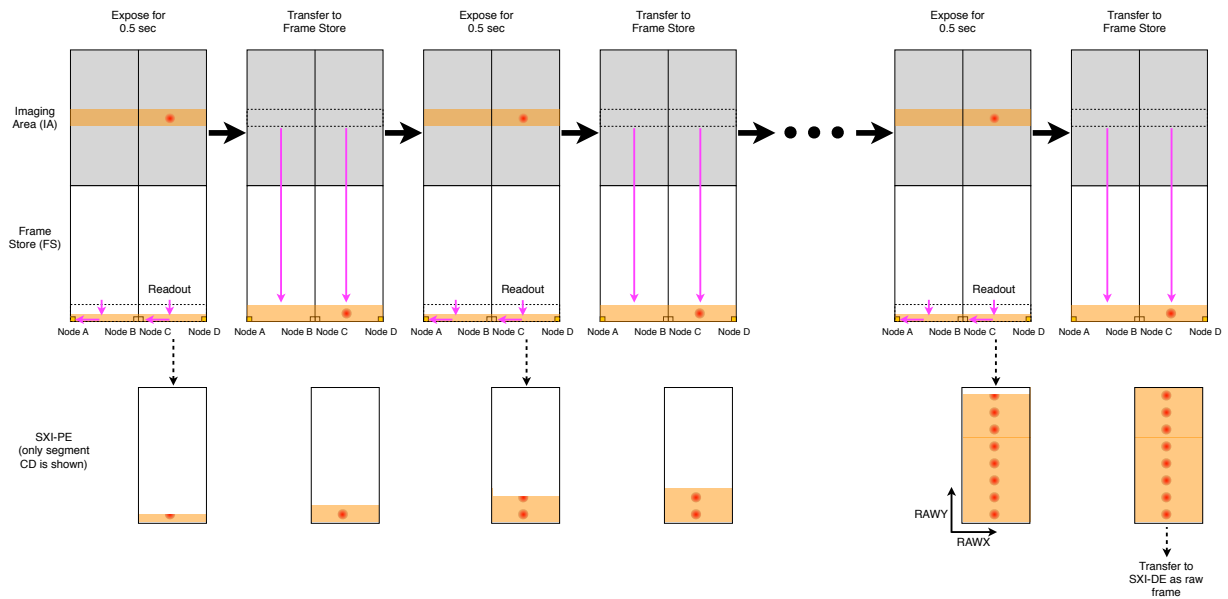 Expose for
0.5 sec
Transfer to
Frame Store
Expose for
0.5 sec
Transfer to
Frame Store
Expose for
0.5 sec
Transfer to
Frame Store
Imaging
Area (IA)
Frame
Store (FS)
Readout
Readout
Readout
Node A
Node B
Node C
Node D
Node A
Node B
Node C
Node D
Node A
Node B
Node C
Node D
Node A
Node B
Node C
Node D
Node A
Node B
Node C
Node D
Node A
Node B
Node C
Node D
SXI-PE
(only segment
CD is shown)
RAWY
RAWX
Transfer to
SXI-DE as raw
frame